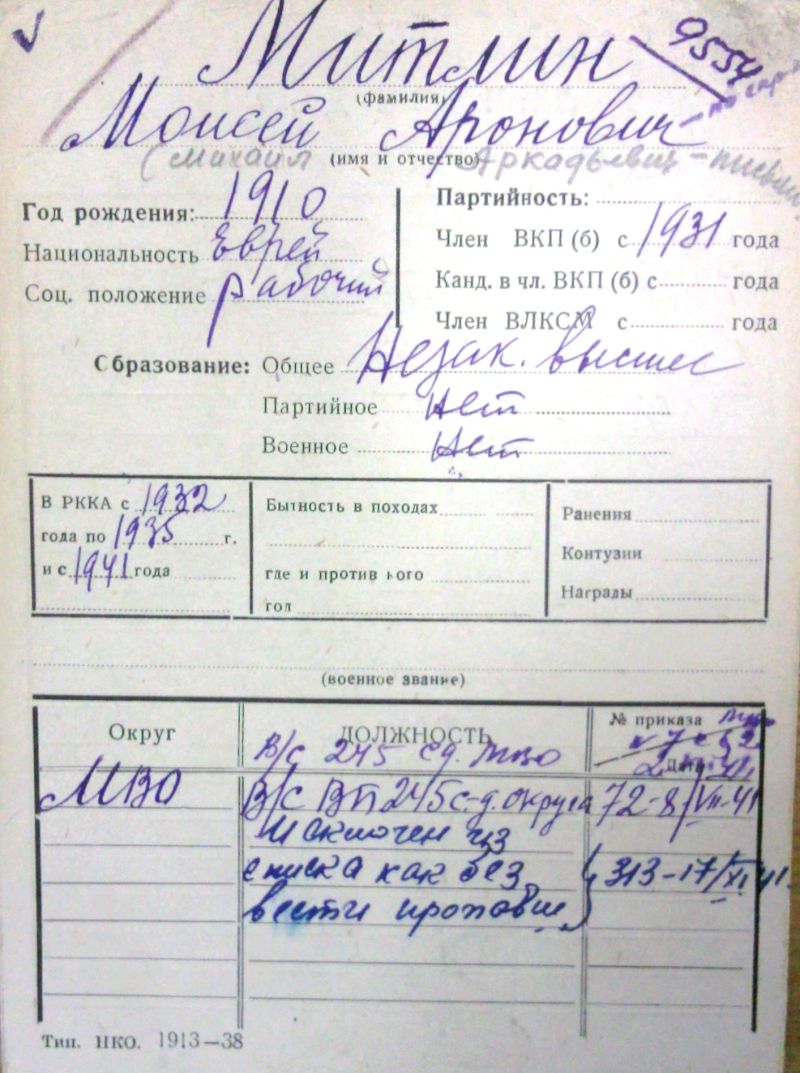 Митлин 9554
(фамилия)
Моисей Аронович
(Михаил (имя и отчество) Аркадьевич -
Год рождения: 1910
Национальность Еврей
Соц. положение рабочий
Партийность:
Член ВКП (б) с 1931 года
Канд. в чл. ВКП (б) с года
Член ВЛКСМ с года
Образование: Общее Незак. высшее
Партийное нет
Военное нет
В РККА с 1932
года по 1935 г.
и с 1941 года
Бытность в походах
где и против кого
год
Ранения
Контузии
Награды
(военное звание)
Округ
ДОЛЖНОСТЬ
№ приказа
Дата
В/с 245 сд. МВО
МВО В/с ВП 245 с-д. округа 72-8/VII-41
Исключен из
списка как без 313-17/XI 41.
вести пропавш.
Тип. НКО. 1913—38